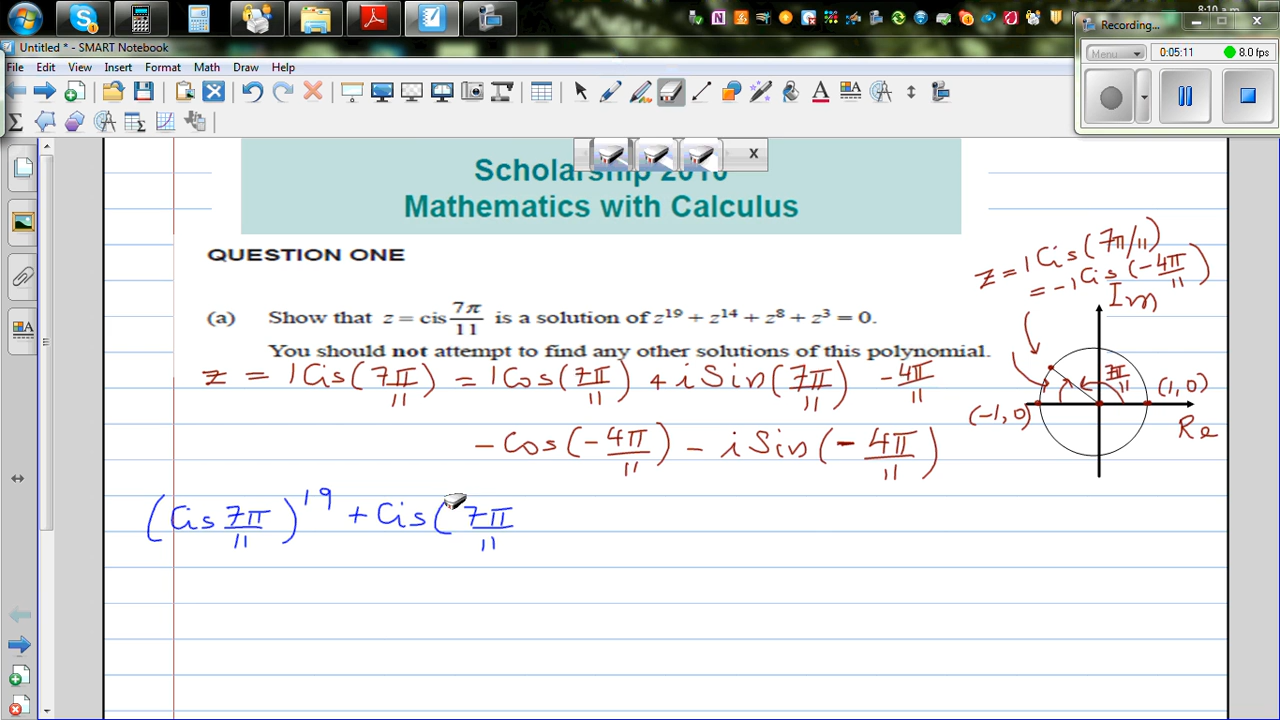 8:10 a.m.
Untitled * - SMART Notebook
Recording...
File Edit View Insert Format Math Draw Help
Menu 0:05:11 8.0 fps
x
Scholarship 2010
Mathematics with Calculus
QUESTION ONE
(a) Show that z = cis 7π/11 is a solution of z¹⁹ + z¹⁴ + z⁸ + z³ = 0.
You should not attempt to find any other solutions of this polynomial.
z = 1 Cis (7π/11)
= -1 Cis (-4π/11)
Im
z = 1 Cis (7π/11) = 1 Cos (7π/11) + i Sin (7π/11) -4π/11
7π/11 (1, 0)
(-1, 0) Re
- Cos (-4π/11) - i Sin (-4π/11)
(Cis 7π/11)¹⁹ + Cis (7π/11